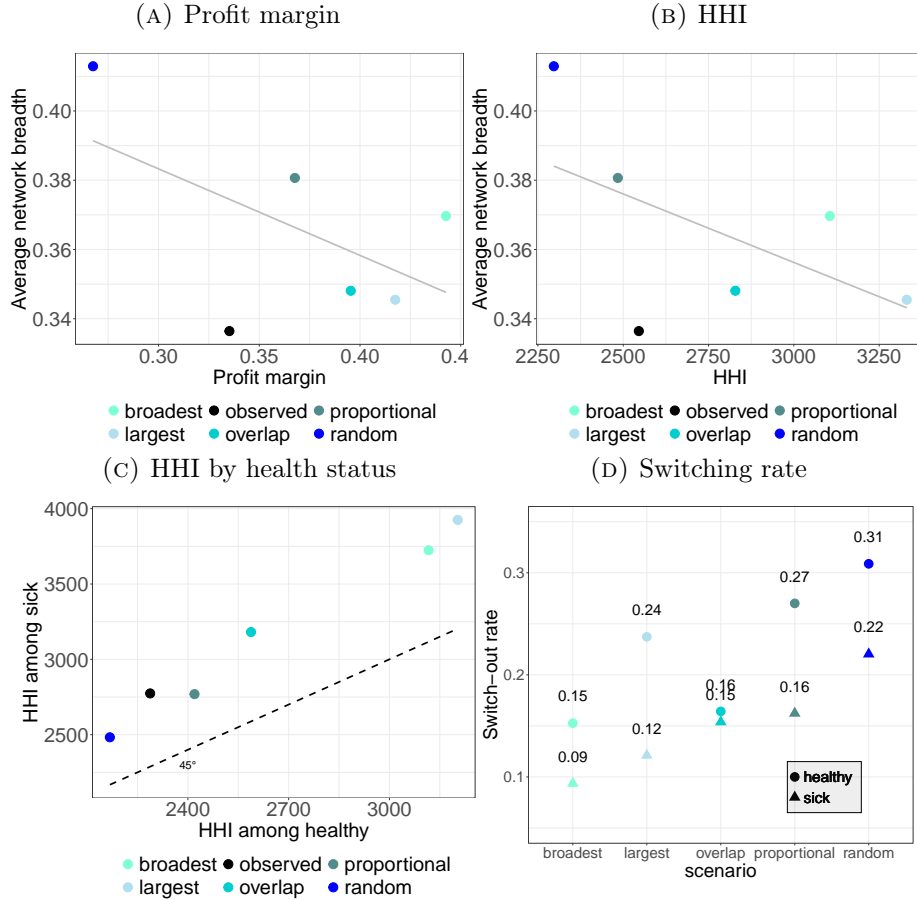 (A) Profit margin
Average network breadth
0.40
0.38
0.36
0.34
0.30
0.35
0.40
0.4
Profit margin
broadest
observed
proportional
largest
overlap
random
(B) HHI
Average network breadth
0.40
0.38
0.36
0.34
2250
2500
2750
3000
3250
HHI
broadest
observed
proportional
largest
overlap
random
(C) HHI by health status
HHI among sick
4000
3500
3000
2500
45°
2400
2700
3000
HHI among healthy
broadest
observed
proportional
largest
overlap
random
(D) Switching rate
Switch-out rate
0.3
0.2
0.1
0.15
0.09
0.24
0.12
0.16
0.15
0.27
0.16
0.31
0.22
healthy
sick
broadest
largest
overlap
proportional
random
scenario